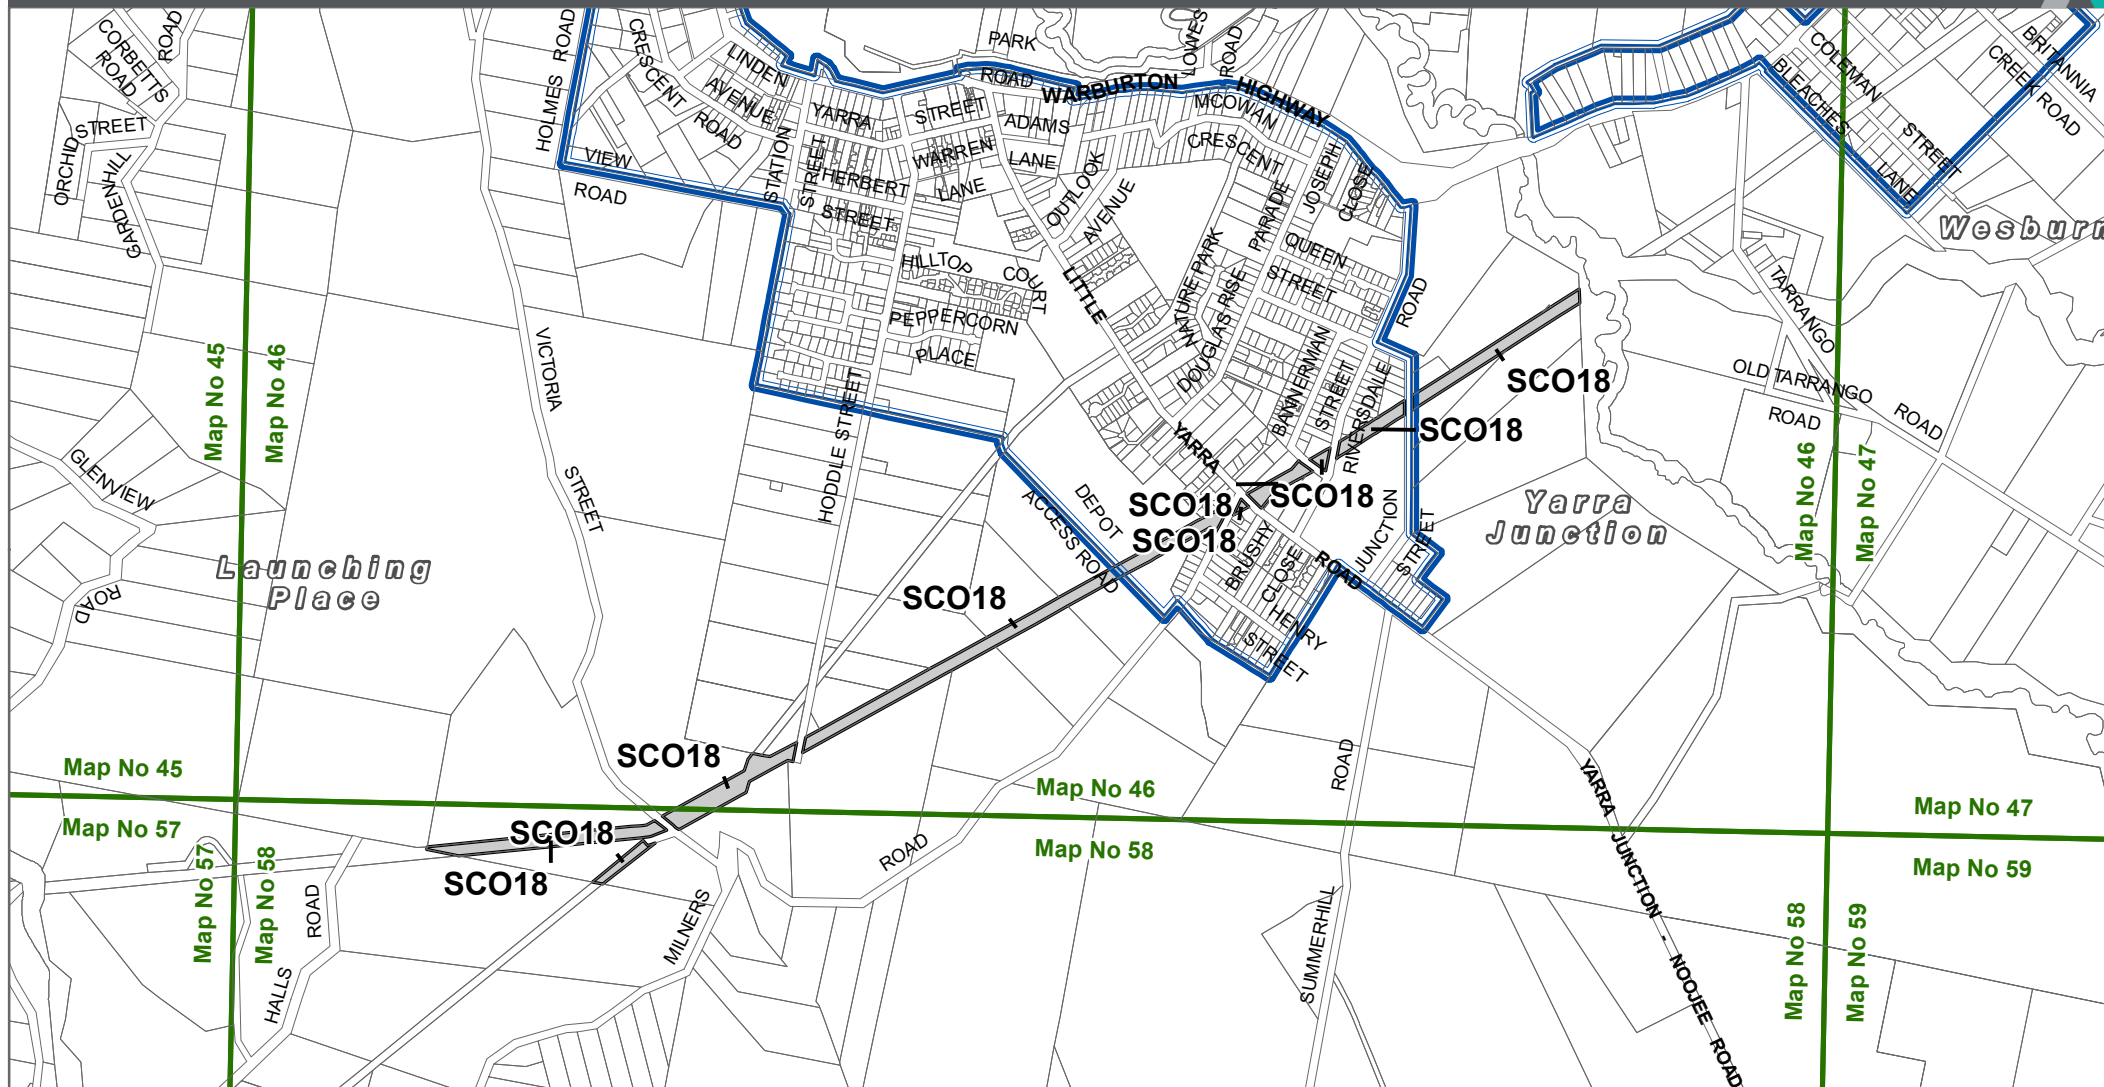 CORBETTS
ROAD
ROAD
ORCHID
STREET
GARDENHILL
HOLMES ROAD
CRESCENT
ROAD
LINDEN
AVENUE
VIEW
ROAD
STATION
STREET
YARRA
STREET
HERBERT
STREET
WARREN
LANE
ADAMS
LANE
PARK
ROAD
LOWES
ROAD
WARBURTON
HIGHWAY
MCOWAN
CRESCENT
OUTLOOK
AVENUE
JOSEPH
CLOSE
PARADE
QUEEN
STREET
NATURE PARK
DOUGLAS RISE
HILLTOP
COURT
PEPPERCORN
PLACE
LITTLE
YARRA
ROAD
BANNERMAN
STREET
RIVERSDALE
ROAD
COLEMAN
STREET
BLEACHES
LANE
BRITANNIA
CREEK ROAD
Wesburn
TARRANGO
ROAD
OLD TARRANGO
ROAD
VICTORIA
STREET
HODDLE STREET
DEPOT
ACCESS ROAD
BRUSHY
CLOSE
HENRY
STREET
JUNCTION
STREET
GLENVIEW
ROAD
Launching
Place
Yarra
Junction
SCO18
SCO18
SCO18
SCO18
SCO18
SCO18
SCO18
SCO18
SCO18
Map No 45
Map No 46
Map No 46
Map No 47
Map No 45
Map No 57
Map No 46
Map No 58
Map No 47
Map No 59
Map No 57
Map No 58
Map No 58
Map No 59
HALLS
ROAD
MILNERS
ROAD
SUMMERHILL
ROAD
YARRA JUNCTION - NOOJEE ROAD